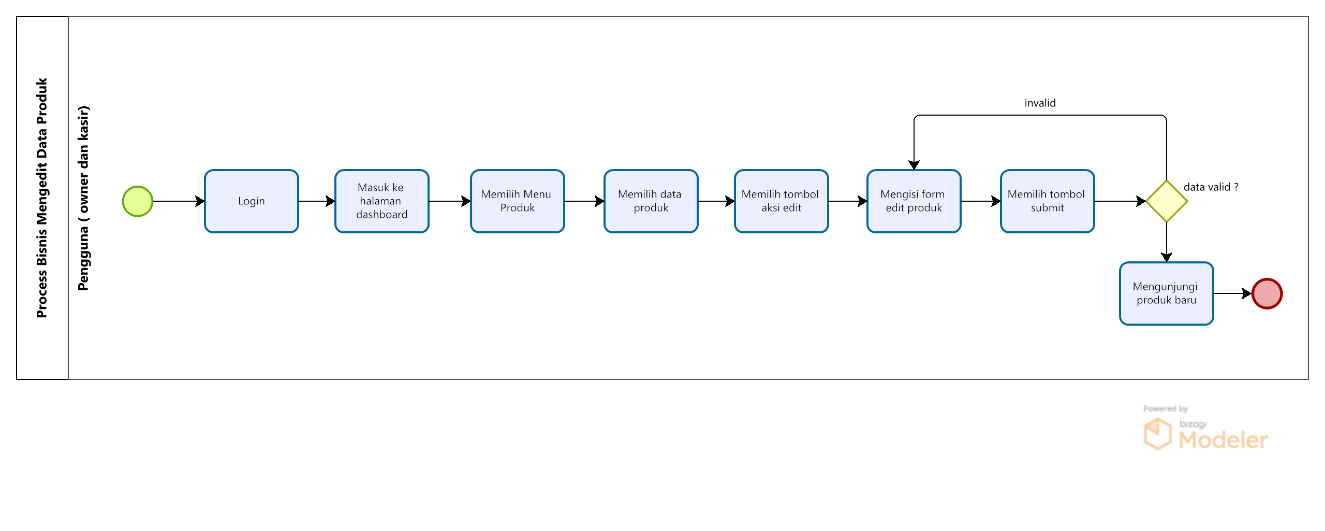 Process Bisnis Mengedit Data Produk
Pengguna ( owner dan kasir)
invalid
Login
Masuk ke
halaman
dashboard
Memilih Menu
Produk
Memilih data
produk
Memilih tombol
aksi edit
Mengisi form
edit produk
Memilih tombol
submit
data valid ?
Mengunjungi
produk baru
Powered by
bizagi
Modeler